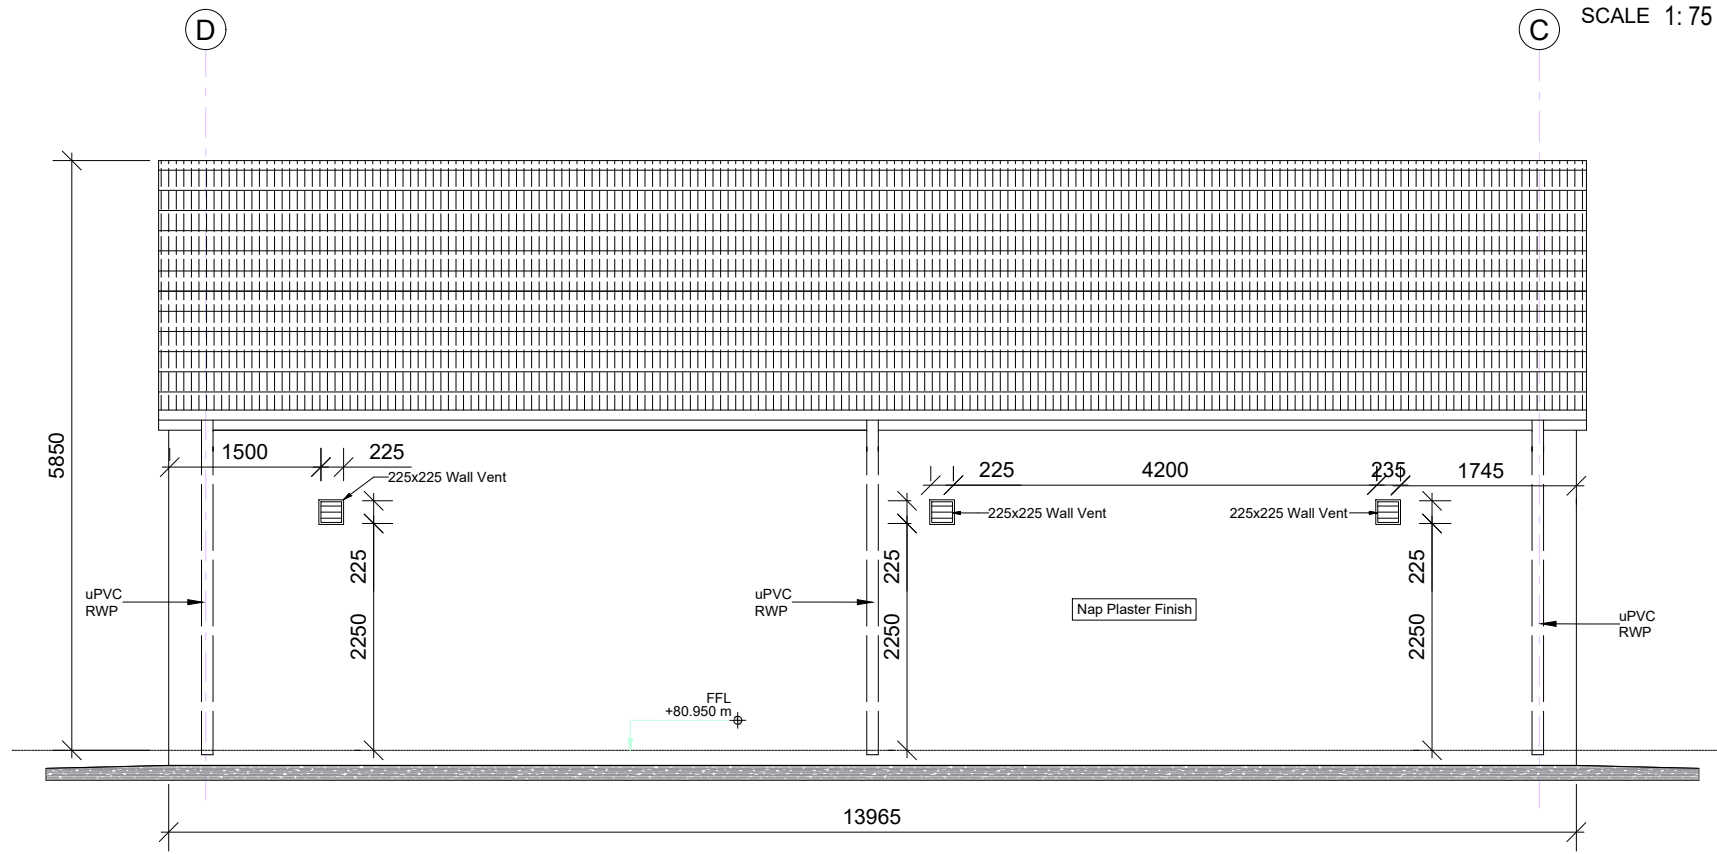 D
C
SCALE 1: 75
5850
1500
225
225x225 Wall Vent
225
4200
235
1745
225x225 Wall Vent
225x225 Wall Vent
225
225
225
uPVC
RWP
uPVC
RWP
Nap Plaster Finish
uPVC
RWP
2250
2250
2250
FFL
+80.950 m
13965